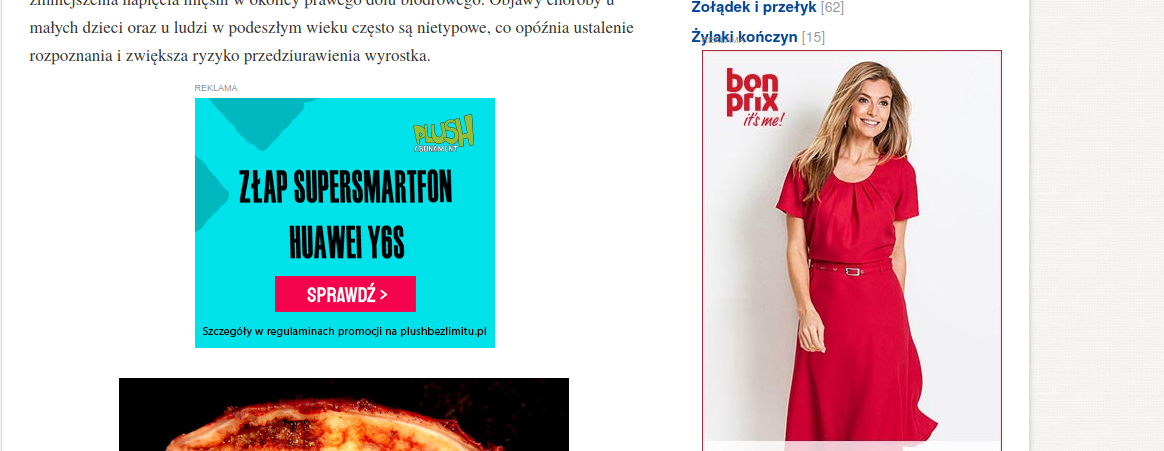 zmniejszenia napięcia mięśni w okolicy prawego dołu biodrowego. Objawy choroby u
małych dzieci oraz u ludzi w podeszłym wieku często są nietypowe, co opóźnia ustalenie
rozpoznania i zwiększa ryzyko przedziurawienia wyrostka.
REKLAMA
PLUSH
ABONAMENT
ZŁAP SUPERSMARTFON
HUAWEI Y6S
SPRAWDŹ >
Szczegóły w regulaminach promocji na plushbezlimitu.pl
Żołądek i przełyk [62]
Żylaki kończyn [15]
bon
prix
it's me!